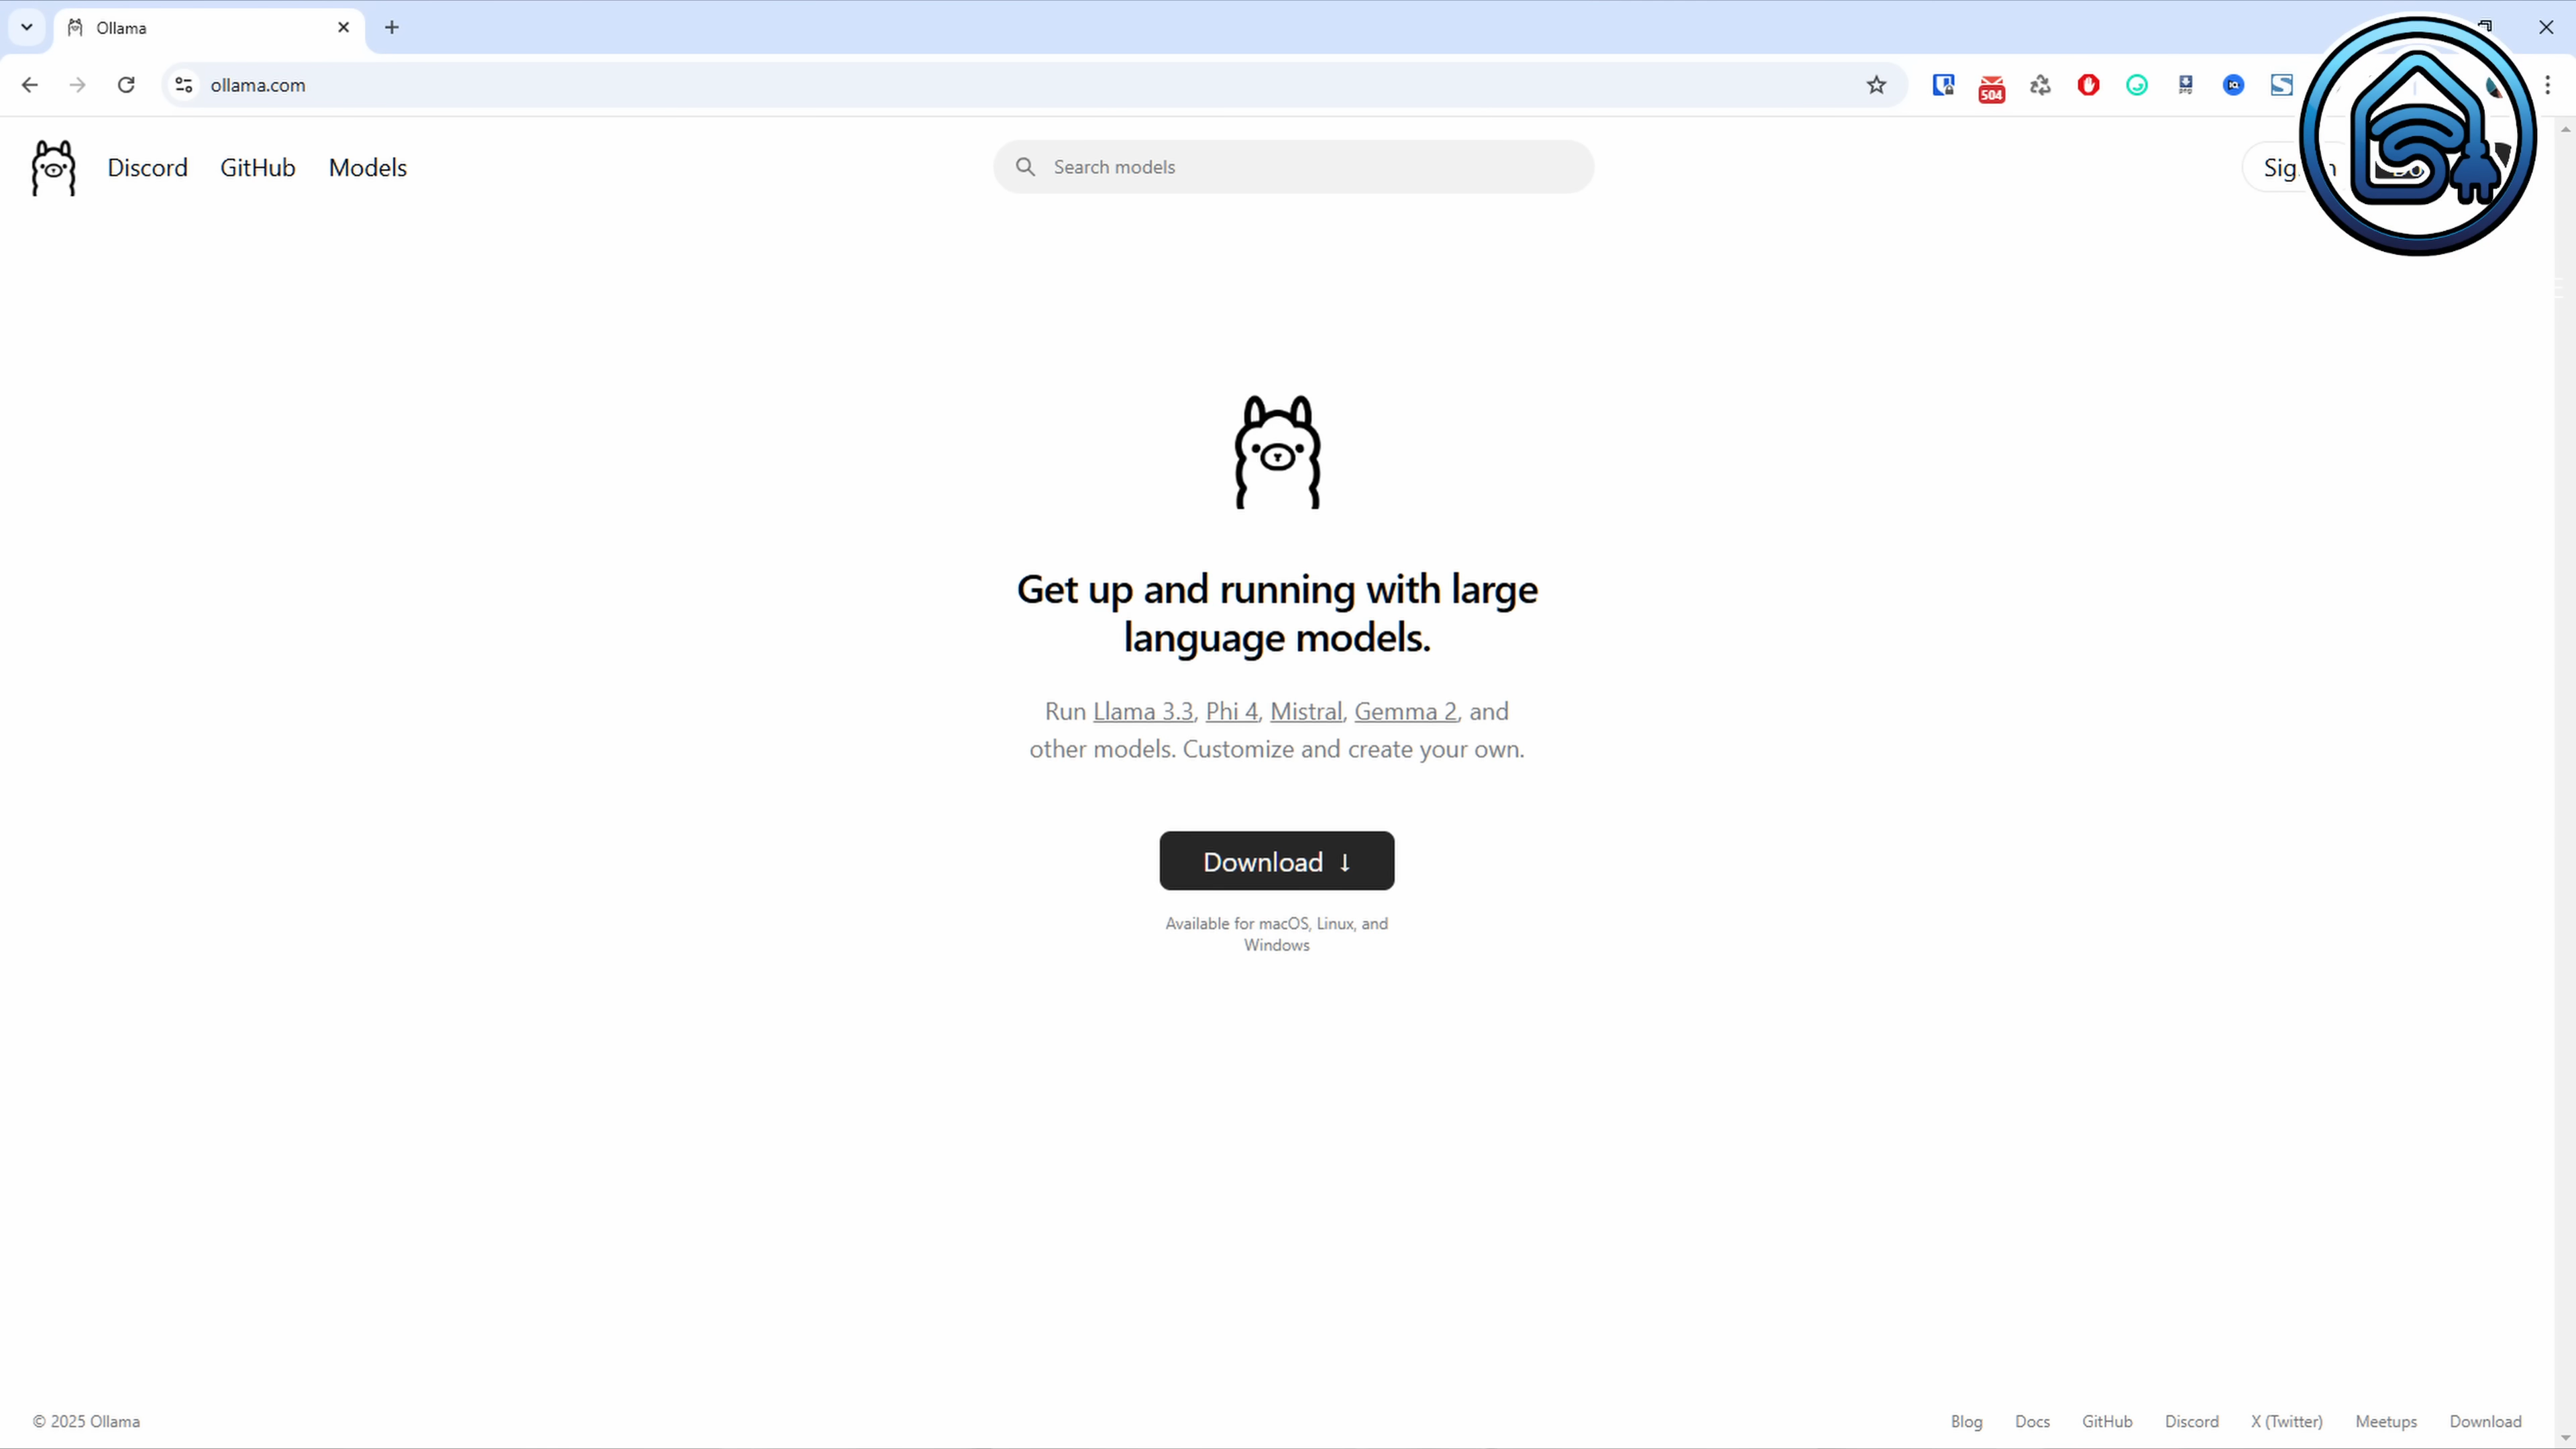 Ollama
ollama.com
504
Discord GitHub Models
Search models
Get up and running with large
language models.
Run Llama 3.3, Phi 4, Mistral, Gemma 2, and
other models. Customize and create your own.
Download ↓
Available for macOS, Linux, and
Windows
© 2025 Ollama
Blog Docs GitHub Discord X (Twitter) Meetups Download